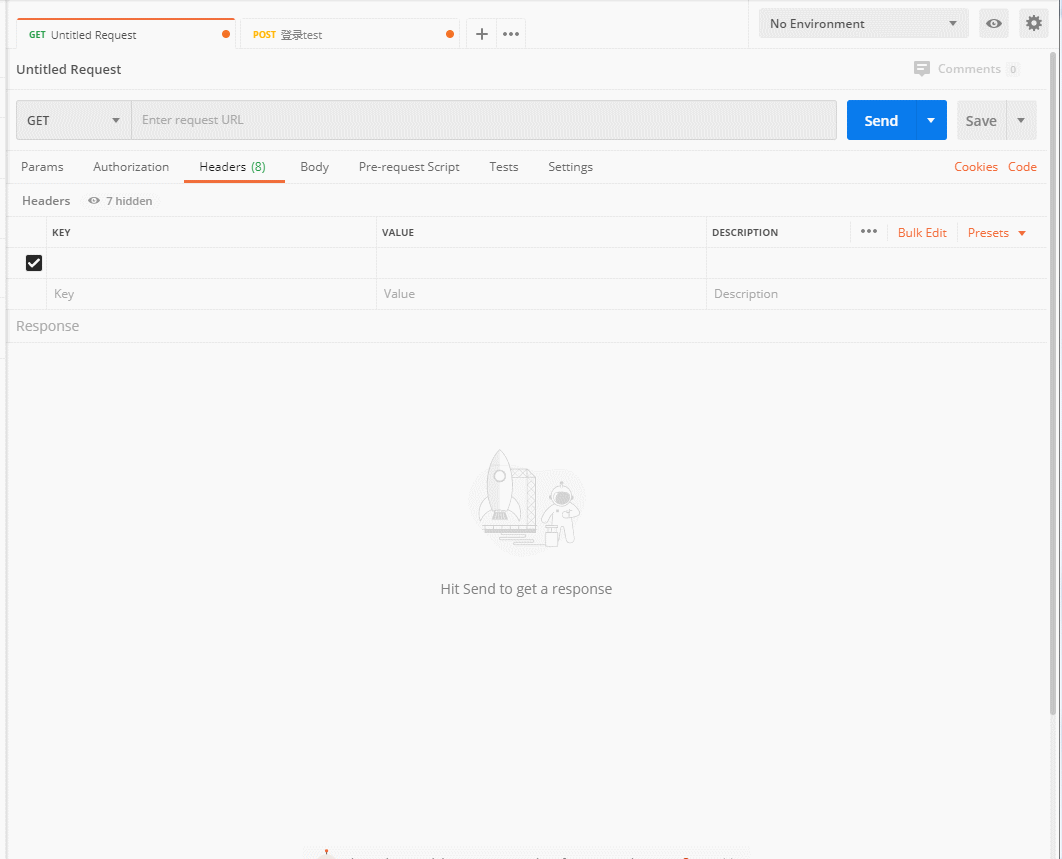 GET Untitled Request
POST 登录test
No Environment
Untitled Request
Comments 0
GET
Enter request URL
Send
Save
Params Authorization Headers (8) Body Pre-request Script Tests Settings Cookies Code
Headers 7 hidden
KEY VALUE DESCRIPTION Bulk Edit Presets
Key Value Description
Response
Hit Send to get a response